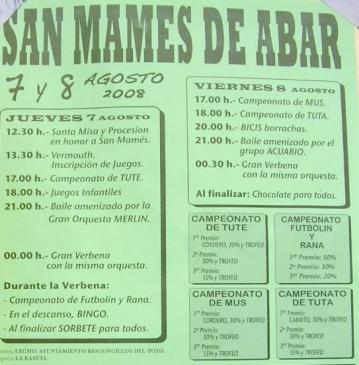 SAN MAMES DE ABAR
7 y 8 AGOSTO
2008
JUEVES 7 AGOSTO
12.30 h.- Santa Misa y Procesion
en honor a San Mamés.
13.30 h.- Vermouth.
Inscripción de Juegos.
17.00 h.- Campeonato de TUTE.
18.00 h.- Juegos Infantiles
21.00 h.- Baile amenizado por la
Gran Orquesta MERLIN.
00.00 h.- Gran Verbena
con la misma orquesta.
Durante la Verbena:
- Campeonato de Futbolín y Rana.
- En el descanso, BINGO.
- Al finalizar SORBETE para todos.
EXCMO. AYUNTAMIENTO BASCONCILLOS DEL TOZO.
LA KASETA.
VIERNES 8 AGOSTO
17.00 h.- Campeonato de MUS.
18.00 h.- Campeonato de TUTA.
20.00 h.- BICIS borrachas.
21.00 h.- Baile amenizado por el
grupo ACUARIO.
00.30 h.- Gran Verbena
con la misma orquesta.
Al finalizar: Chocolate para todos.
CAMPEONATO
DE TUTE
1er Premio:
CORDERO, 50% y TROFEO
2º Premio:
30% y TROFEO
3er Premio:
15% y TROFEO
CAMPEONATO
FUTBOLIN
Y
RANA
1er Premio: 50%
2º Premio: 30%
3er Premio: 20%
CAMPEONATO
DE MUS
1er Premio:
CORDERO, 50% y TROFEO
2º Premio:
30% y TROFEO
3er Premio:
15% y TROFEO
CAMPEONATO
DE TUTA
1er Premio:
CABRITO, 50% y TROFEO
2º Premio:
30% y TROFEO
3er Premio:
15% y TROFEO